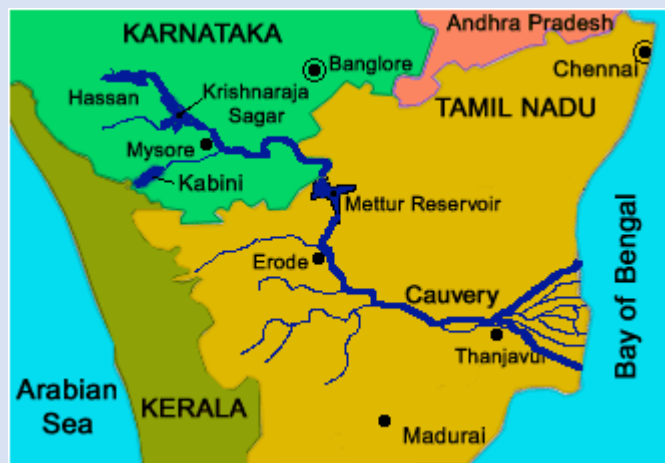 KARNATAKA
Andhra Pradesh
Banglore
Chennai
Hassan
Krishnaraja
Sagar
TAMIL NADU
Mysore
Kabini
Mettur Reservoir
Erode
Cauvery
Bay of Bengal
Thanjavur
Arabian
Sea
KERALA
Madurai